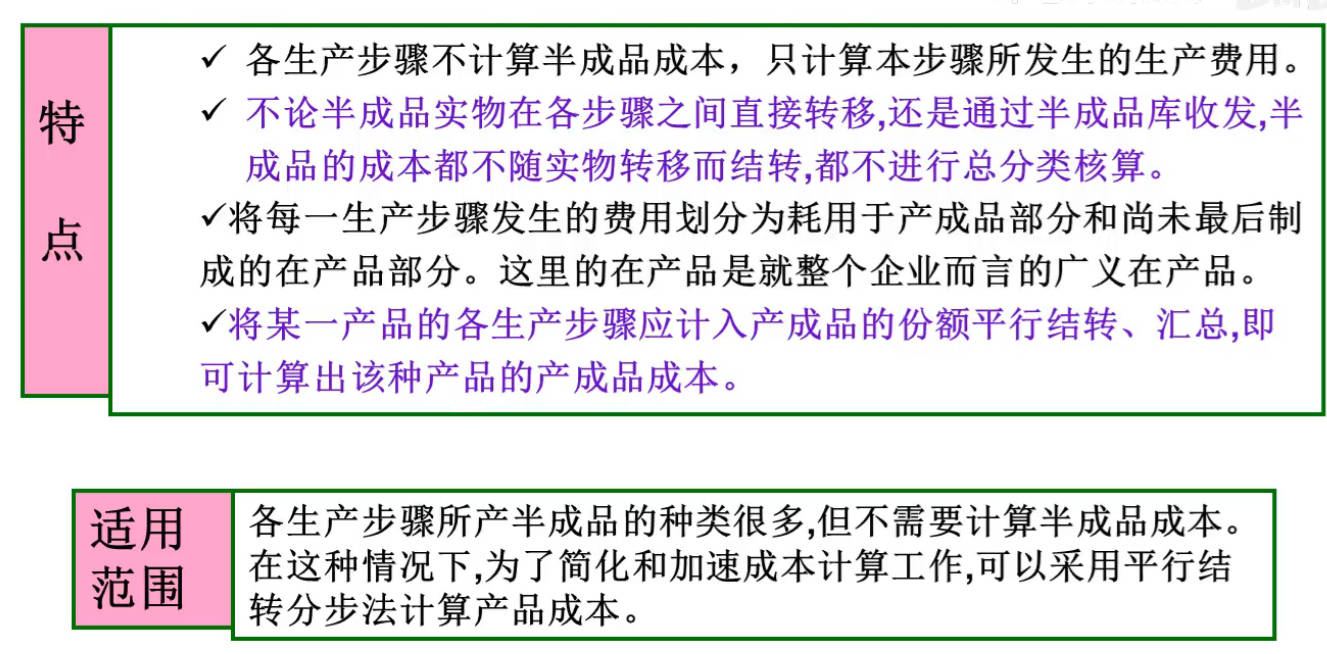 特
点
✓ 各生产步骤不计算半成品成本，只计算本步骤所发生的生产费用。
✓ 不论半成品实物在各步骤之间直接转移,还是通过半成品库收发,半
成品的成本都不随实物转移而结转,都不进行总分类核算。
✓将每一生产步骤发生的费用划分为耗用于产成品部分和尚未最后制
成的在产品部分。这里的在产品是就整个企业而言的广义在产品。
✓将某一产品的各生产步骤应计入产成品的份额平行结转、汇总,即
可计算出该种产品的产成品成本。
适用
范围
各生产步骤所产半成品的种类很多,但不需要计算半成品成本。
在这种情况下,为了简化和加速成本计算工作,可以采用平行结
转分步法计算产品成本。